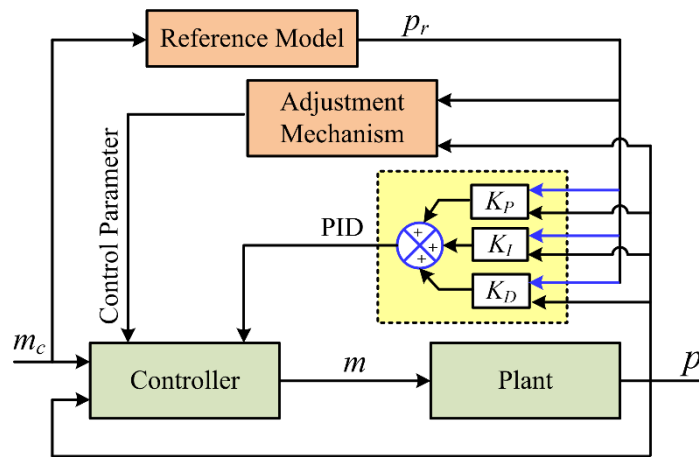 Reference Model
p_r
Adjustment
Mechanism
Control Parameter
PID
+
+
+
+
K_P
K_I
K_D
m_c
Controller
m
Plant
p